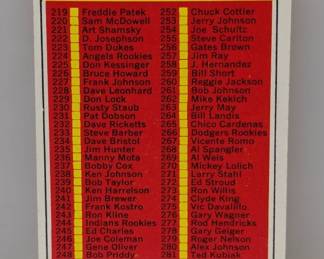 219 Freddie Patek
220 Sam McDowell
221 Art Shamsky
222 D. Josephson
223 Tom Dukes
224 Angels Rookies
225 Don Kessinger
226 Bruce Howard
227 Frank Johnson
228 Dave Leonhard
229 Don Lock
230 Rusty Staub
231 Pat Dobson
232 Dave Ricketts
233 Steve Barber
234 Dave Bristol
235 Jim Hunter
236 Manny Mota
237 Bobby Cox
238 Ken Johnson
239 Bob Taylor
240 Ken Harrelson
241 Jim Brewer
242 Frank Kostro
243 Ron Kline
244 Indians Rookies
245 Ed Charles
246 Joe Coleman
247 Gene Oliver
248 Bob Priddy
252 Chuck Cottier
253 Jerry Johnson
254 Joe Schultz
255 Steve Carlton
256 Gates Brown
257 Jim Ray
258 J. Hernandez
259 Bill Short
260 Reggie Jackson
261 Bob Johnson
262 Mike Kekich
263 Jerry May
264 Bill Landis
265 Chico Cardenas
266 Dodgers Rookies
267 Vicente Romo
268 Al Spangler
269 Al Weis
270 Mickey Lolich
271 Larry Stahl
272 Ed Stroud
273 Ron Willis
274 Clyde King
275 Vic Davalillo
276 Gary Wagner
277 Rod Hendricks
278 Gary Geiger
279 Roger Nelson
280 Alex Johnson
281 Ted Kubiak